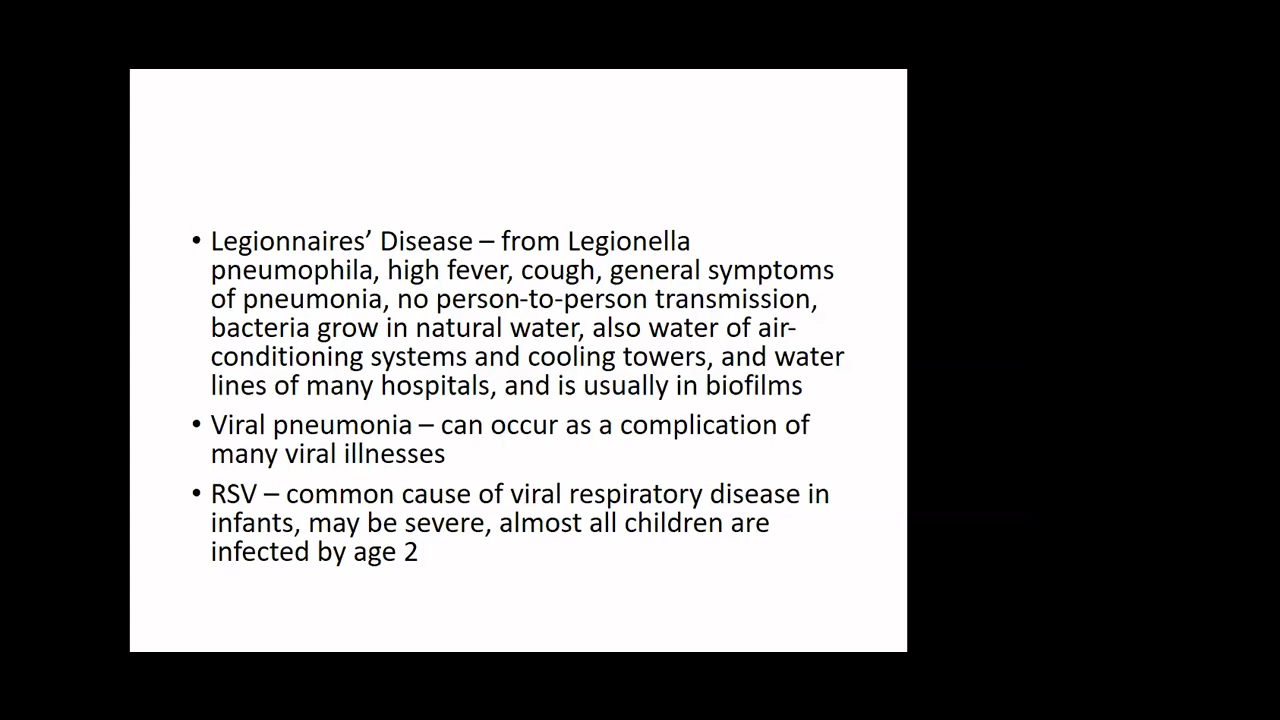 • Legionnaires’ Disease – from Legionella
pneumophila, high fever, cough, general symptoms
of pneumonia, no person-to-person transmission,
bacteria grow in natural water, also water of air-
conditioning systems and cooling towers, and water
lines of many hospitals, and is usually in biofilms
• Viral pneumonia – can occur as a complication of
many viral illnesses
• RSV – common cause of viral respiratory disease in
infants, may be severe, almost all children are
infected by age 2